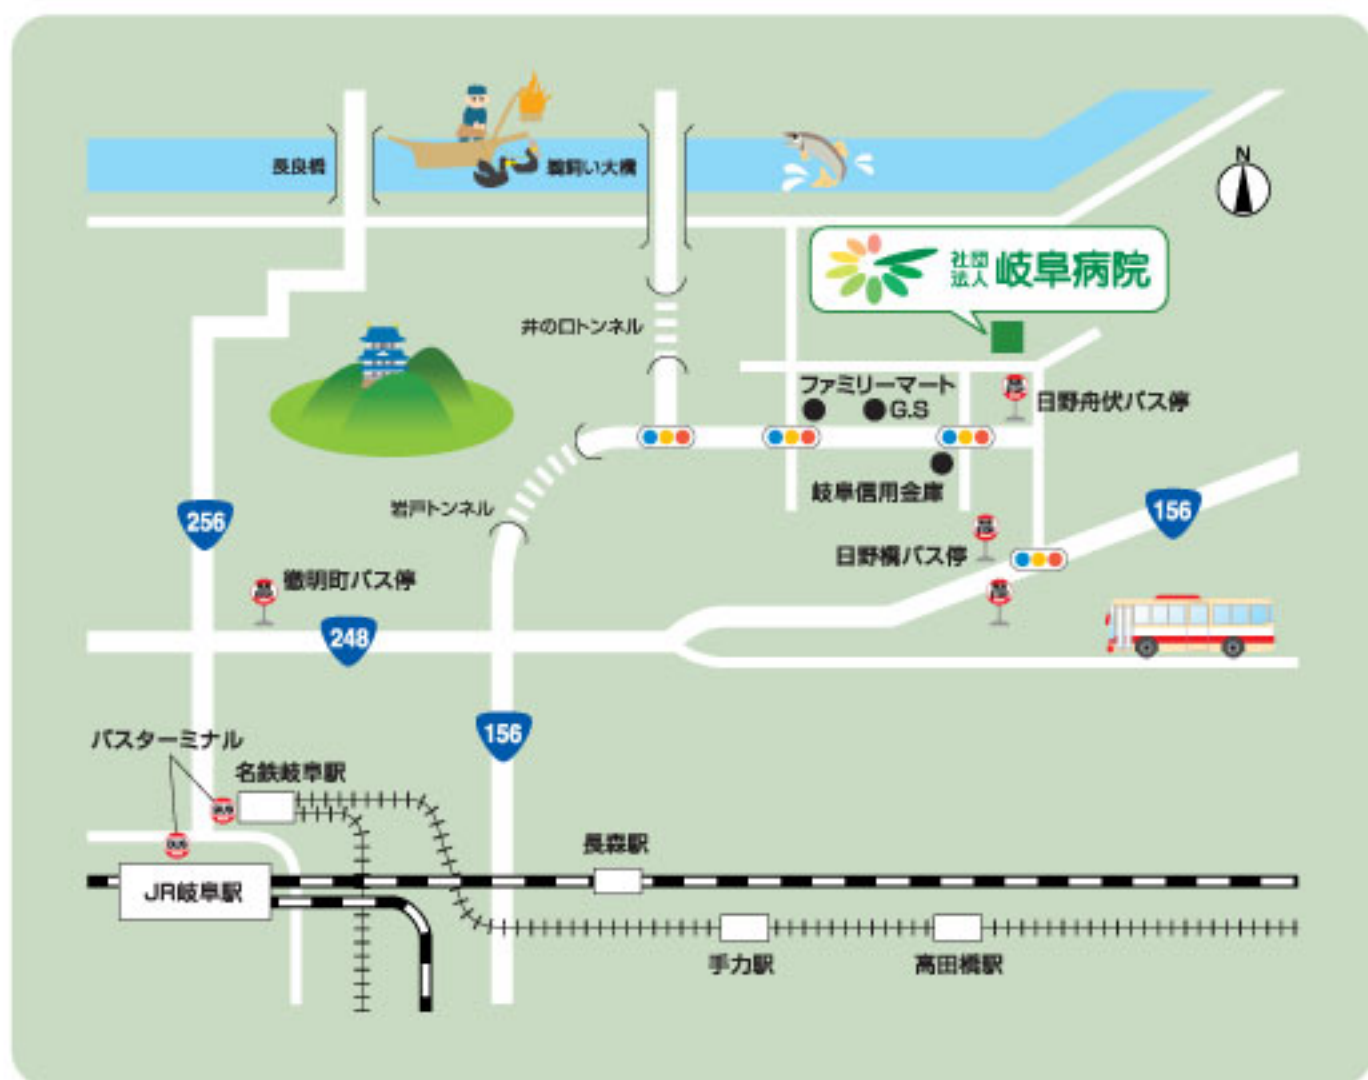 長良橋
鵜飼い大橋
N
社団
法人
岐阜病院
井の口トンネル
ファミリーマート
G.S
日野舟伏バス停
岐阜信用金庫
岩戸トンネル
256
156
日野橋バス停
徹明町バス停
248
156
バスターミナル
名鉄岐阜駅
BUS
BUS
長森駅
JR岐阜駅
手力駅
高田橋駅